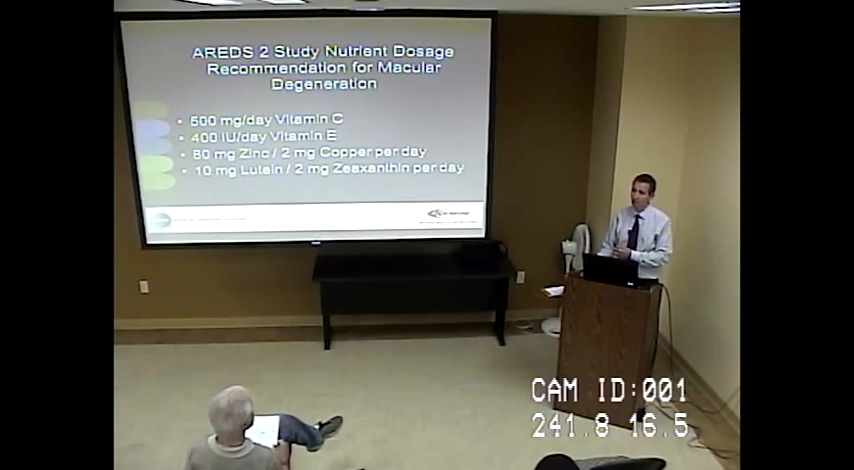 AREDS 2 Study Nutrient Dosage
Recommendation for Macular
Degeneration
• 500 mg/day Vitamin C
• 400 IU/day Vitamin E
• 80 mg Zinc / 2 mg Copper per day
• 10 mg Lutein / 2 mg Zeaxanthin per day
CAM ID:001
241.8 16.5